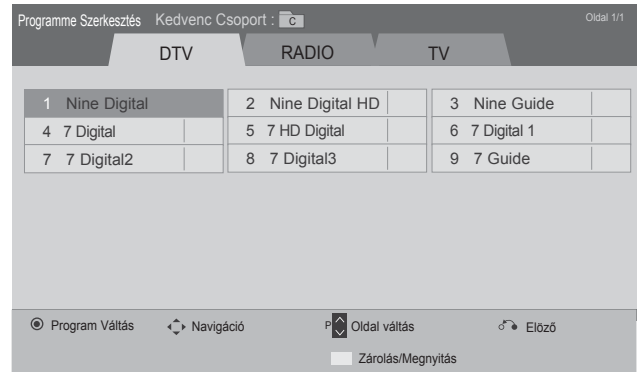 Programme Szerkesztés Kedvenc Csoport : C Oldal 1/1
DTV RADIO TV
1 Nine Digital 2 Nine Digital HD 3 Nine Guide
4 7 Digital 5 7 HD Digital 6 7 Digital 1
7 7 Digital2 8 7 Digital3 9 7 Guide
Program Váltás Navigáció P Oldal váltás Elöző
Zárolás/Megnyitás